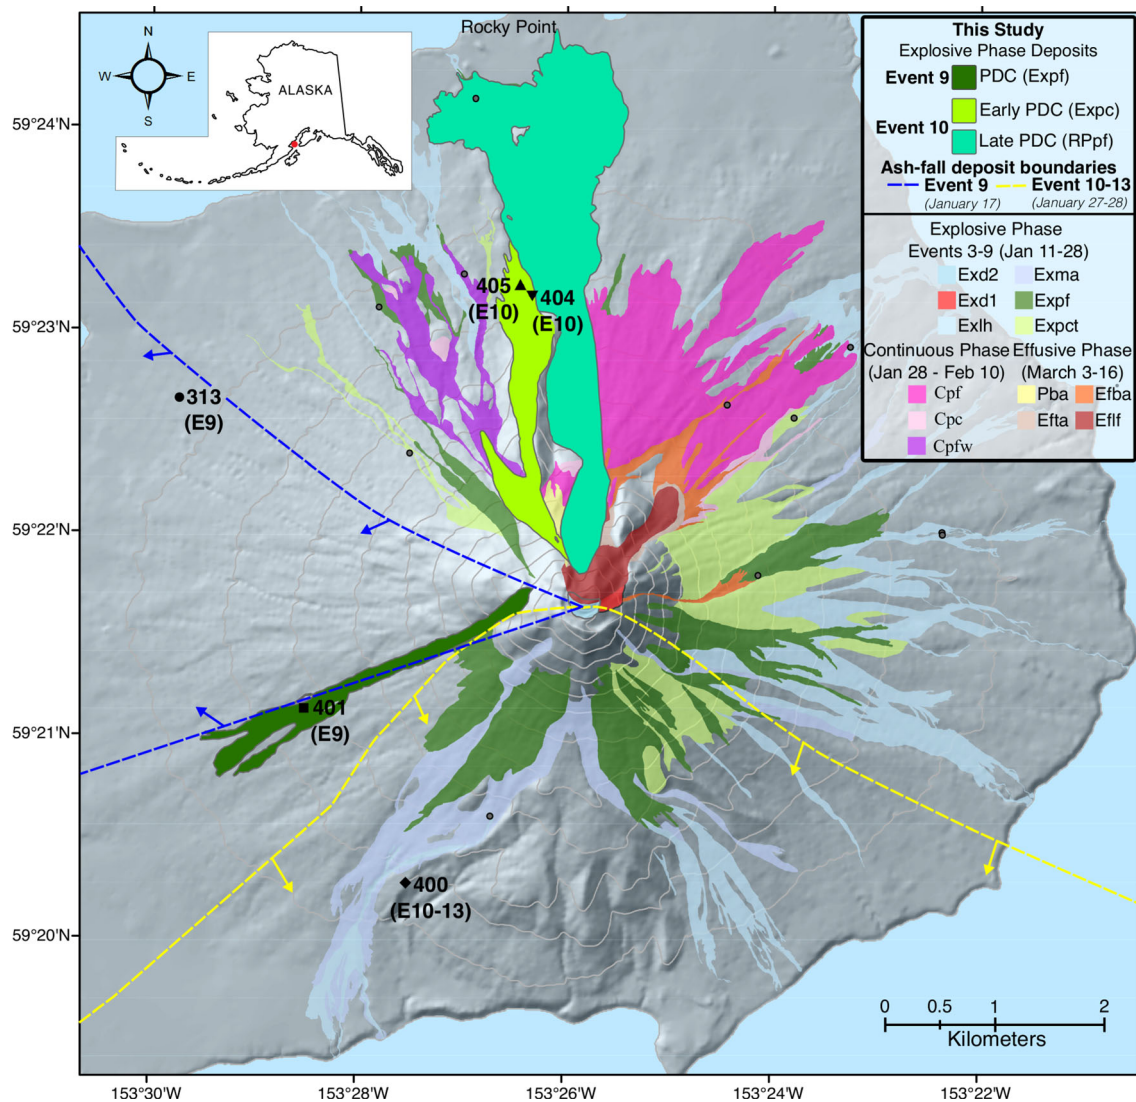 Rocky Point
N
W
E
S
ALASKA
This Study
Explosive Phase Deposits
Event 9
PDC (Expf)
Event 10
Early PDC (Expc)
Late PDC (RPpf)
Ash-fall deposit boundaries
Event 9
Event 10-13
(January 17)
(January 27-28)
Explosive Phase
Events 3-9 (Jan 11-28)
Exd2
Exma
Exd1
Expf
Exlh
Expct
Continuous Phase
Effusive Phase
(Jan 28 - Feb 10)
(March 3-16)
Cpf
Pba
Efba
Cpc
Efta
Eflf
Cpfw
59°24'N
59°23'N
59°22'N
59°21'N
59°20'N
405
(E10)
404
(E10)
313
(E9)
401
(E9)
400
(E10-13)
0
0.5
1
2
Kilometers
153°30'W
153°28'W
153°26'W
153°24'W
153°22'W